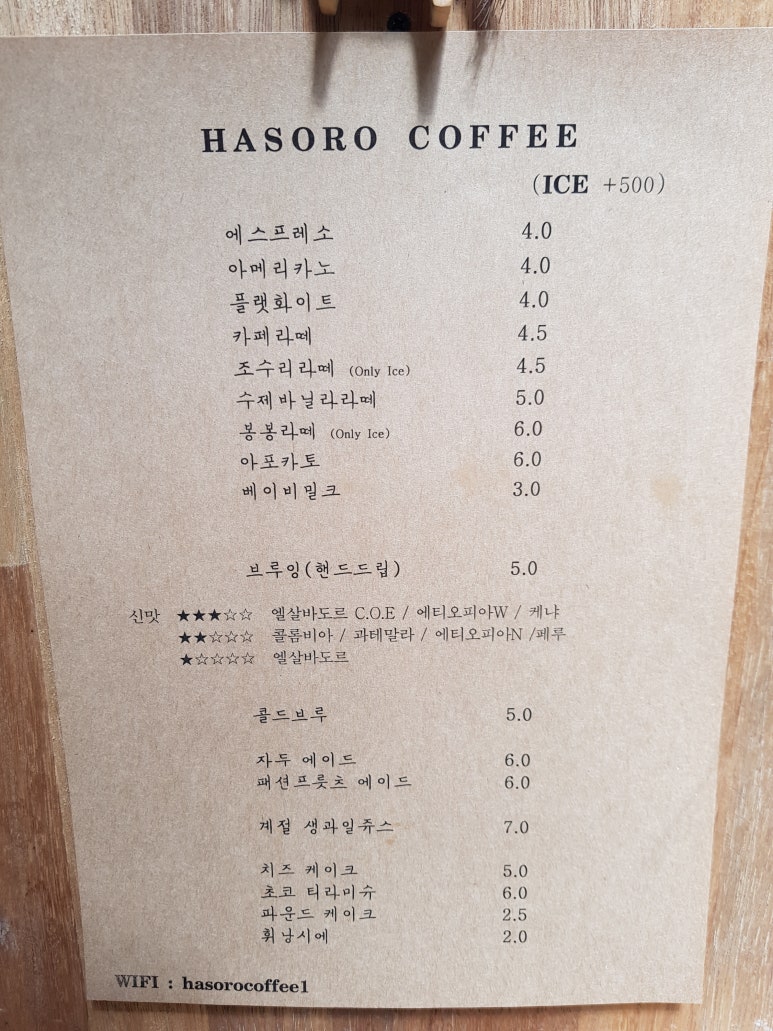 HASORO COFFEE
(ICE +500)
에스프레소 4.0
아메리카노 4.0
플랫화이트 4.0
카페라떼 4.5
조수리라떼 (Only Ice) 4.5
수제바닐라라떼 5.0
봉봉라떼 (Only Ice) 6.0
아포카토 6.0
베이비밀크 3.0
브루잉(핸드드립) 5.0
신맛 ★★★☆☆ 엘살바도르 C.O.E / 에티오피아W / 케냐
★★☆☆☆ 콜롬비아 / 과테말라 / 에티오피아N /페루
★☆☆☆☆ 엘살바도르
콜드브루 5.0
자두 에이드 6.0
패션프룻츠 에이드 6.0
계절 생과일쥬스 7.0
치즈 케이크 5.0
초코 티라미슈 6.0
파운드 케이크 2.5
휘낭시에 2.0
WIFI : hasorocoffee1